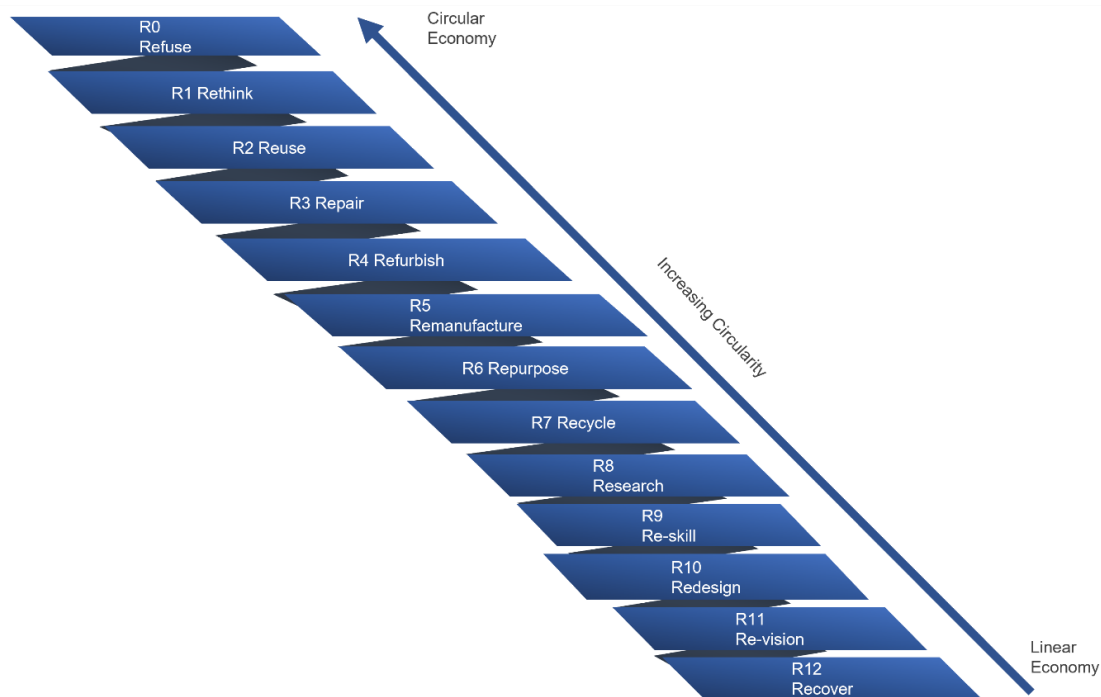 R0
Refuse
Circular
Economy
R1 Rethink
R2 Reuse
R3 Repair
R4 Refurbish
Increasing Circularity
R5
Remanufacture
R6 Repurpose
R7 Recycle
R8
Research
R9
Re-skill
R10
Redesign
R11
Re-vision
Linear
Economy
R12
Recover